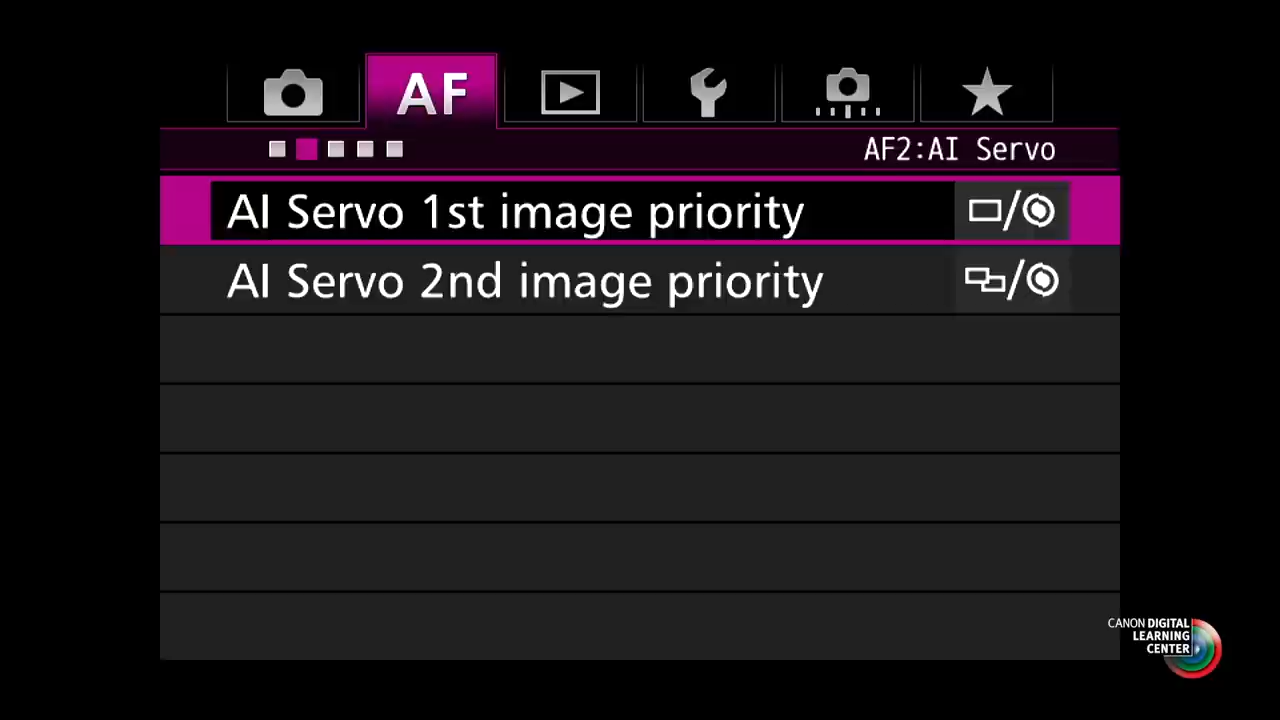 AF
AF2:AI Servo
AI Servo 1st image priority
AI Servo 2nd image priority
CANON DIGITAL
LEARNING
CENTER